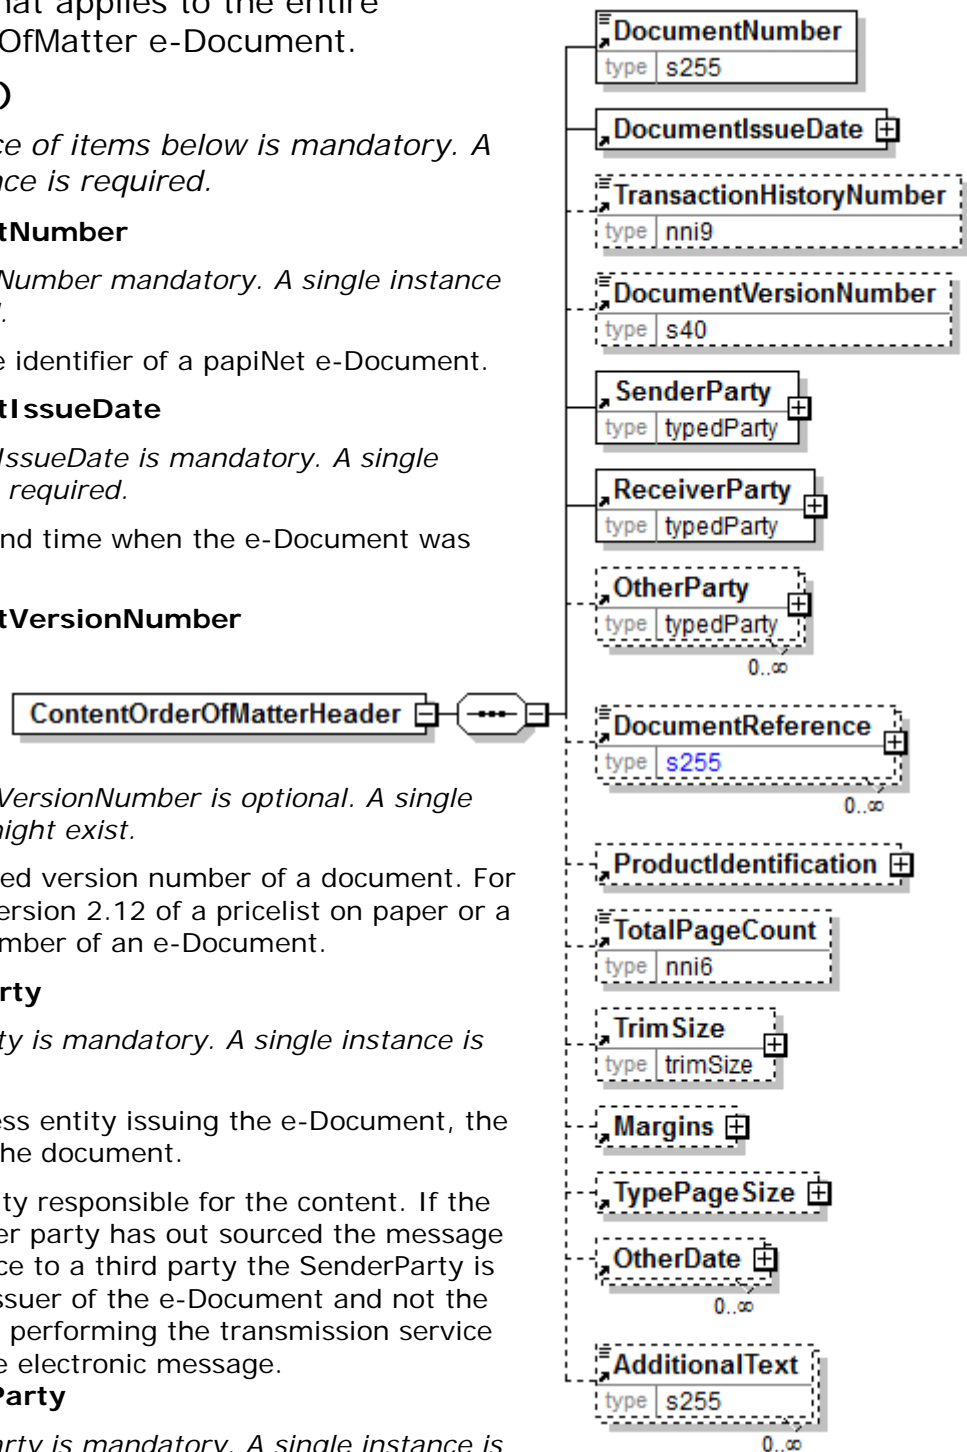 hat applies to the entire
OfMatter e-Document.
)
ce of items below is mandatory. A
nce is required.
tNumber
Number mandatory. A single instance
.
e identifier of a papiNet e-Document.
tIssueDate
IssueDate is mandatory. A single
required.
nd time when the e-Document was
tVersionNumber
ContentOrderOfMatterHeader
VersionNumber is optional. A single
might exist.
ed version number of a document. For
ersion 2.12 of a pricelist on paper or a
mber of an e-Document.
rty
ty is mandatory. A single instance is
ess entity issuing the e-Document, the
he document.
ity responsible for the content. If the
er party has out sourced the message
ce to a third party the SenderParty is
issuer of the e-Document and not the
performing the transmission service
e electronic message.
Party
arty is mandatory. A single instance is
DocumentNumber
type s255
DocumentIssueDate
TransactionHistoryNumber
type nni9
DocumentVersionNumber
type s40
SenderParty
type typedParty
ReceiverParty
type typedParty
OtherParty
type typedParty
0..∞
DocumentReference
type s255
0..∞
ProductIdentification
TotalPageCount
type nni6
TrimSize
type trimSize
Margins
TypePageSize
OtherDate
0..∞
AdditionalText
type s255
0..∞